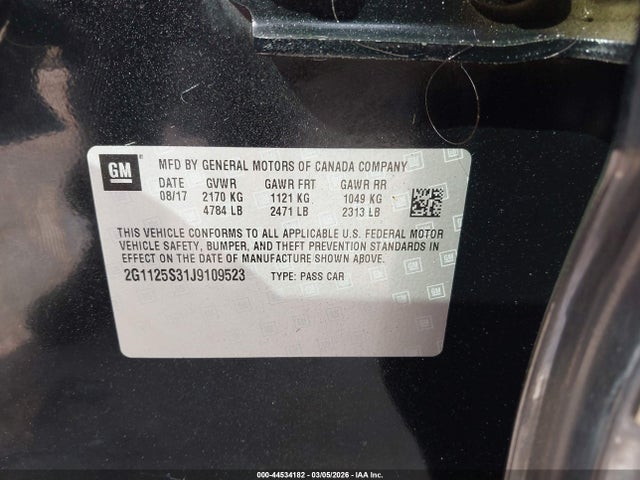 GM
MFD BY GENERAL MOTORS OF CANADA COMPANY
DATE GVWR GAWR FRT GAWR RR
08/17 2170 KG 1121 KG 1049 KG
4784 LB 2471 LB 2313 LB
THIS VEHICLE CONFORMS TO ALL APPLICABLE U.S. FEDERAL MOTOR
VEHICLE SAFETY, BUMPER, AND THEFT PREVENTION STANDARDS IN
EFFECT ON THE DATE OF MANUFACTURE SHOWN ABOVE.
2G1125S31J9109523 TYPE: PASS CAR
000-44534182 - 03/05/2026 - IAA Inc.